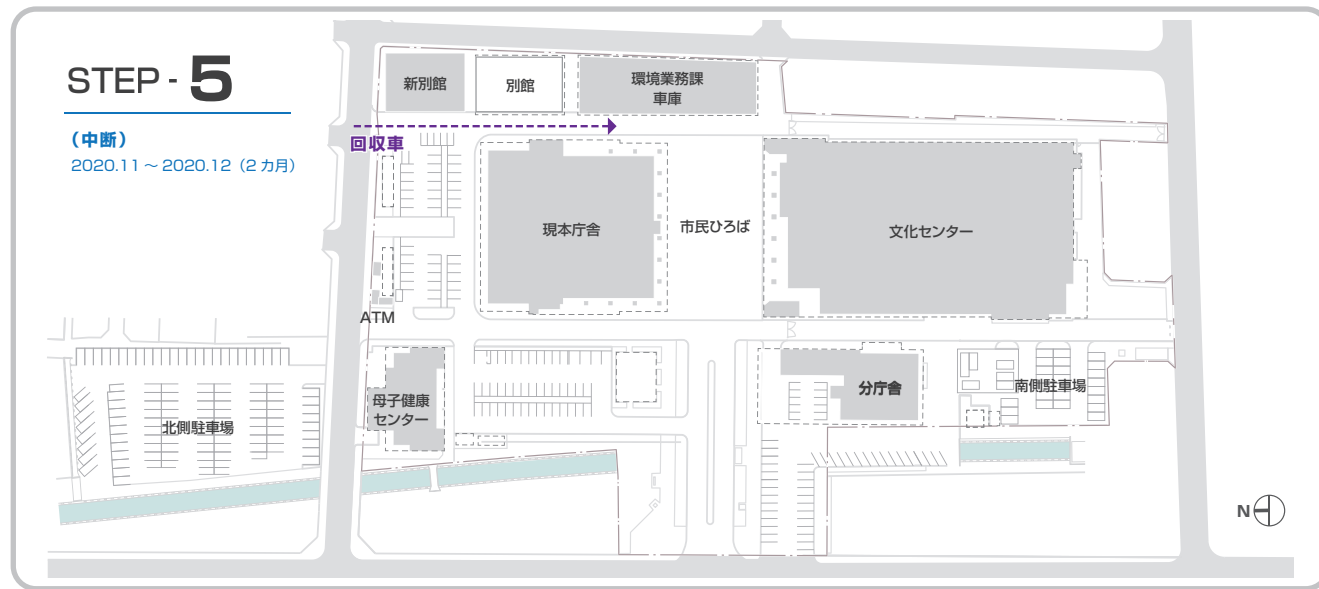 STEP - 5
(中断)
2020.11 ～ 2020.12（2 カ月）
新別館
別館
環境業務課
車庫
回収車
現本庁舎
市民ひろば
文化センター
ATM
母子健康
センター
北側駐車場
分庁舎
南側駐車場
N